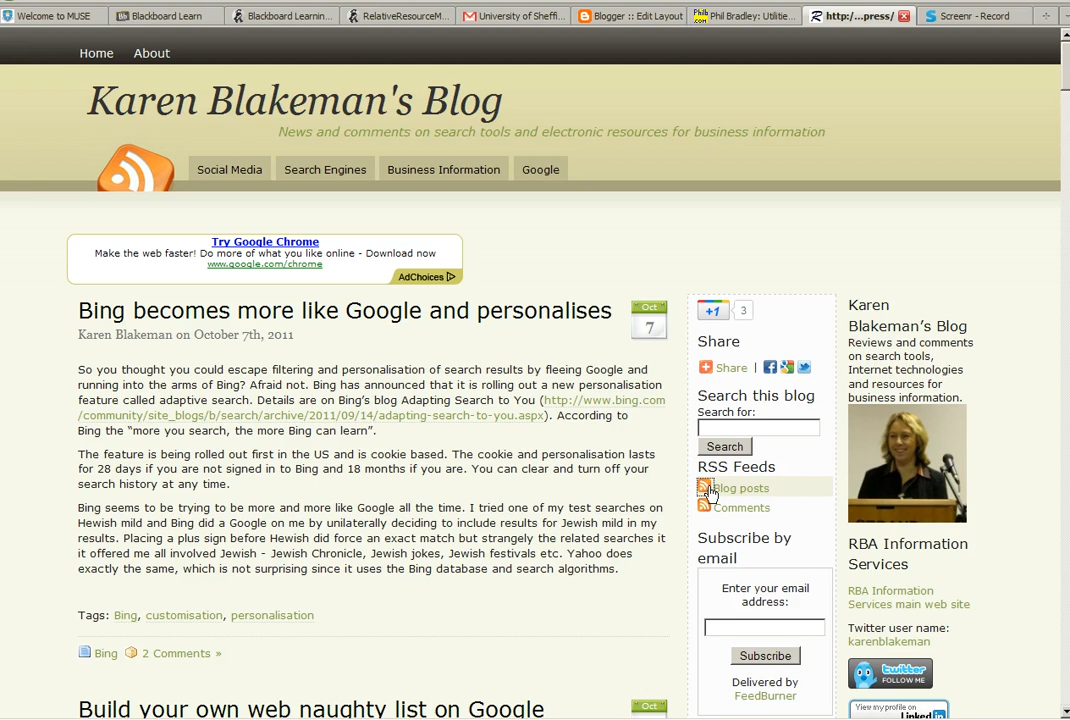 Welcome to MUSE
Blackboard Learn
Blackboard Learnin...
RelativeResourceM...
University of Sheffi...
Blogger :: Edit Layout
Phil Bradley: Utilitie...
http:/...press/
Screenr - Record
Home
About
Karen Blakeman's Blog
News and comments on search tools and electronic resources for business information
Social Media
Search Engines
Business Information
Google
Try Google Chrome
Make the web faster! Do more of what you like online - Download now
www.google.com/chrome
AdChoices
Bing becomes more like Google and personalises
Karen Blakeman on October 7th, 2011
Oct
7
So you thought you could escape filtering and personalisation of search results by fleeing Google and
running into the arms of Bing? Afraid not. Bing has announced that it is rolling out a new personalisation
feature called adaptive search. Details are on Bing's blog Adapting Search to You (http://www.bing.com
/community/site_blogs/b/search/archive/2011/09/14/adapting-search-to-you.aspx). According to
Bing the “more you search, the more Bing can learn”.
The feature is being rolled out first in the US and is cookie based. The cookie and personalisation lasts
for 28 days if you are not signed in to Bing and 18 months if you are. You can clear and turn off your
search history at any time.
Bing seems to be trying to be more and more like Google all the time. I tried one of my test searches on
Hewish mild and Bing did a Google on me by unilaterally deciding to include results for Jewish mild in my
results. Placing a plus sign before Hewish did force an exact match but strangely the related searches it
it offered me all involved Jewish - Jewish Chronicle, Jewish jokes, Jewish festivals etc. Yahoo does
exactly the same, which is not surprising since it uses the Bing database and search algorithms.
Tags: Bing, customisation, personalisation
Bing
2 Comments »
Build your own web naughty list on Google
Oct
+1
3
Share
Share |
Search this blog
Search for:
Search
RSS Feeds
Blog posts
Comments
Subscribe by
email
Enter your email
address:
Subscribe
Delivered by
FeedBurner
Karen
Blakeman’s Blog
Reviews and comments
on search tools,
Internet technologies
and resources for
business information.
RBA Information
Services
RBA Information
Services main web site
Twitter user name:
karenblakeman
twitter
FOLLOW ME
View my profile on
Linked in